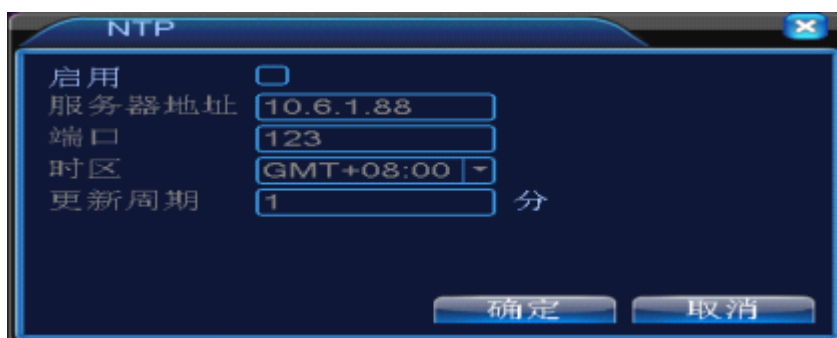 NTP
启用
服务器地址 10.6.1.88
端口 123
时区 GMT+08:00
更新周期 1 分
确定 取消